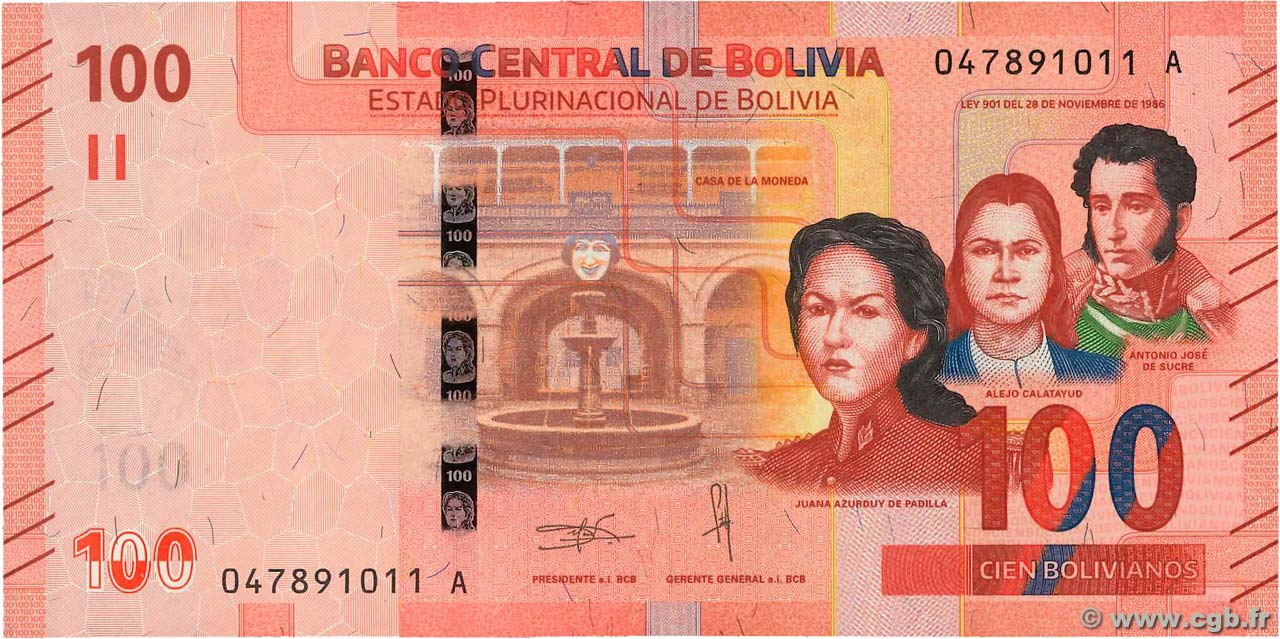 100
BANCO CENTRAL DE BOLIVIA
ESTADO PLURINACIONAL DE BOLIVIA
047891011 A
LEY 901 DEL 28 DE NOVIEMBRE DE 1986
CASA DE LA MONEDA
100
100
100
100
100
ANTONIO JOSÉ
DE SUCRE
ALEJO CALATAYUD
JUANA AZURDUY DE PADILLA
100
100
100
047891011 A
PRESIDENTE a.i. BCB
GERENTE GENERAL a.i. BCB
CIEN BOLIVIANOS
© www.cgb.fr